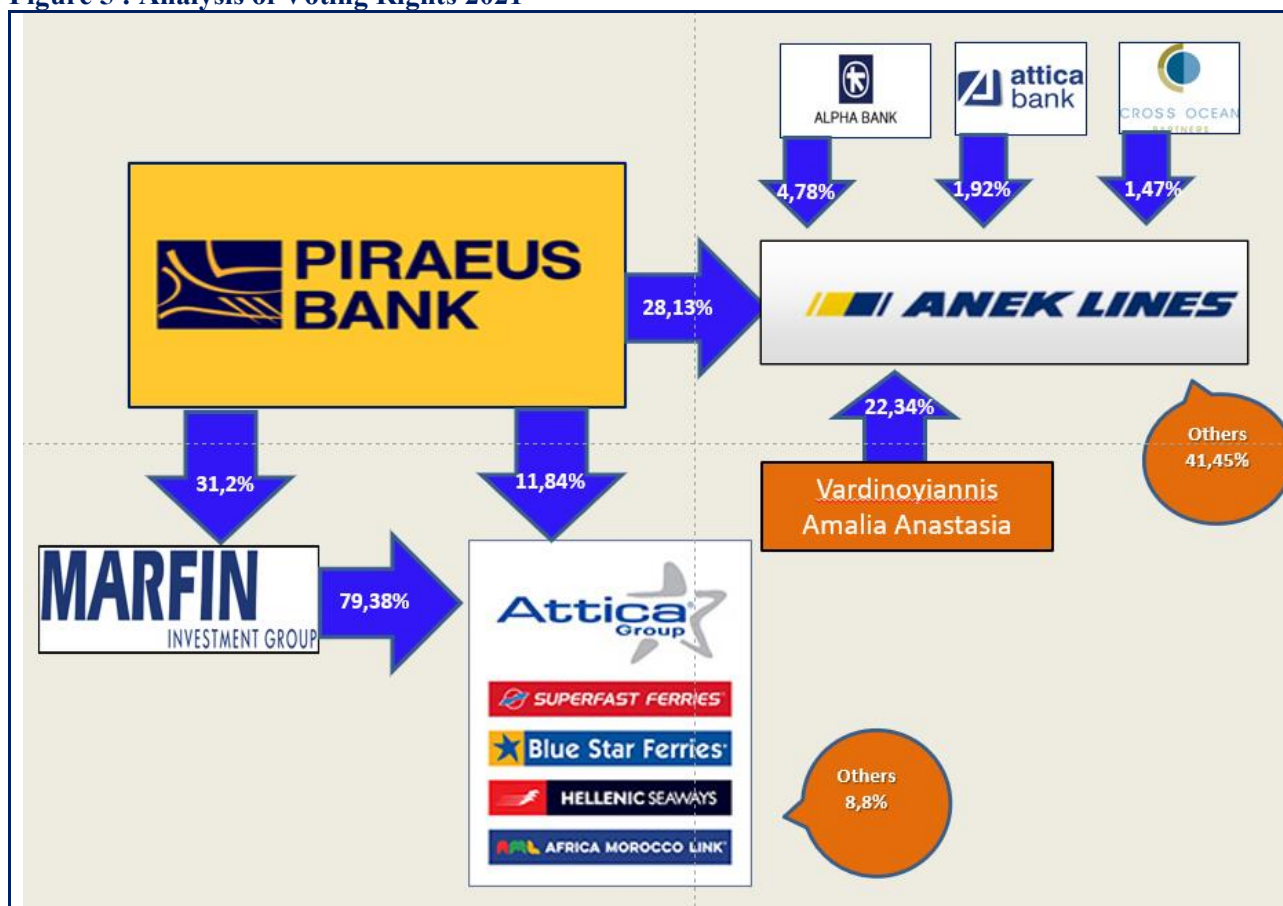 Figure 5 : Analysis of Voting Rights 2021
ALPHA BANK
attica
bank
CROSS OCEAN
PARTNERS
4,78%
1,92%
1,47%
PIRAEUS
BANK
28,13%
ANEK LINES
22,34%
Others
41,45%
Vardinoyiannis
Amalia Anastasia
31,2%
11,84%
MARFIN
INVESTMENT GROUP
79,38%
Attica
Group
SUPERFAST FERRIES
Blue Star Ferries
HELLENIC SEAWAYS
AML AFRICA MOROCCO LINK
Others
8,8%